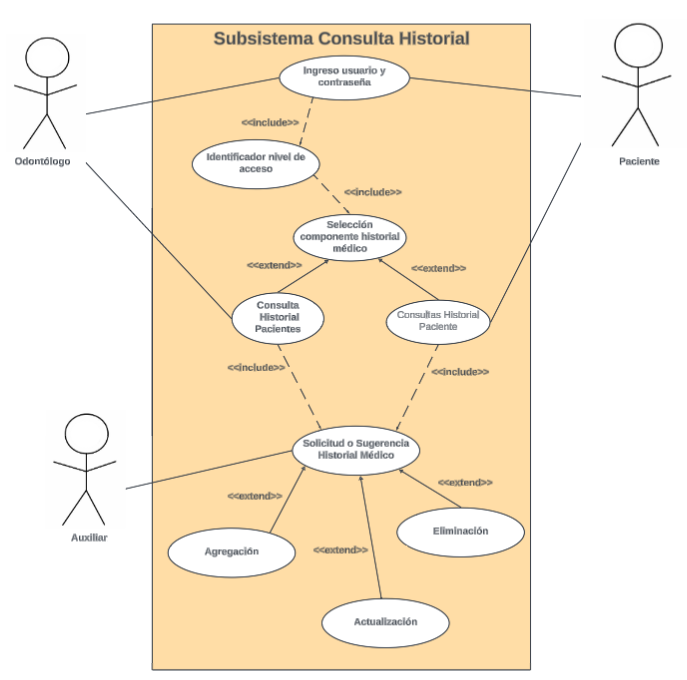 Subsistema Consulta Historial
Ingreso usuario y
contraseña
<<include>>
Odontólogo
Paciente
Identificador nivel de
acceso
<<include>>
Selección
componente historial
médico
<<extend>>
<<extend>>
Consulta
Historial
Pacientes
Consultas Historial
Paciente
<<include>>
<<include>>
Solicitud o Sugerencia
Historial Médico
Auxiliar
<<extend>>
<<extend>>
Eliminación
Agregación
<<extend>>
Actualización